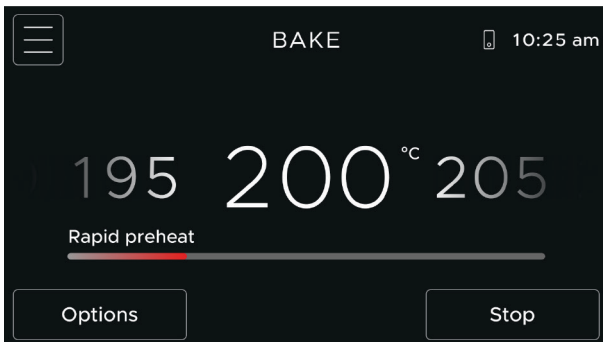 BAKE
10:25 am
195 200 °C 205
Rapid preheat
Options
Stop